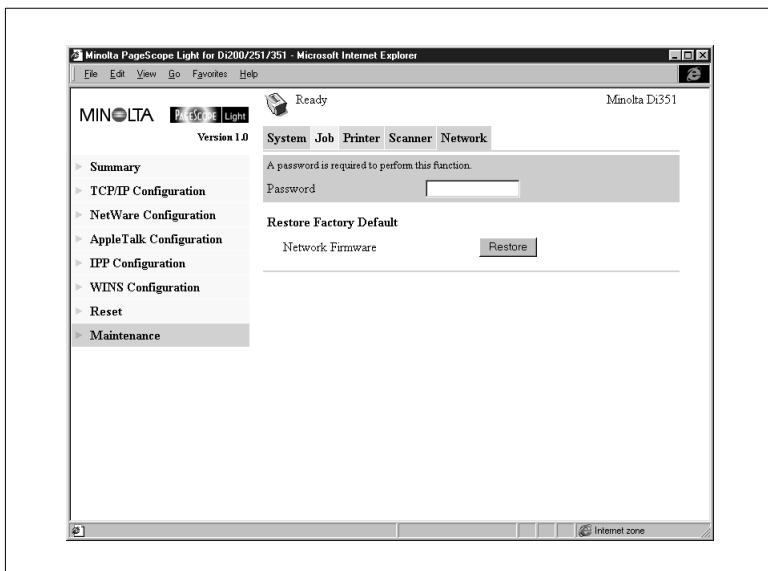 Minolta PageScope Light for Di200/251/351 - Microsoft Internet Explorer
File Edit View Go Favorites Help
MINOLTA PAGESCOPE Light
Version 1.0
Summary
TCP/IP Configuration
NetWare Configuration
AppleTalk Configuration
IPP Configuration
WINS Configuration
Reset
Maintenance
Ready
Minolta Di351
System Job Printer Scanner Network
A password is required to perform this function.
Password
Restore Factory Default
Network Firmware
Restore
Internet zone